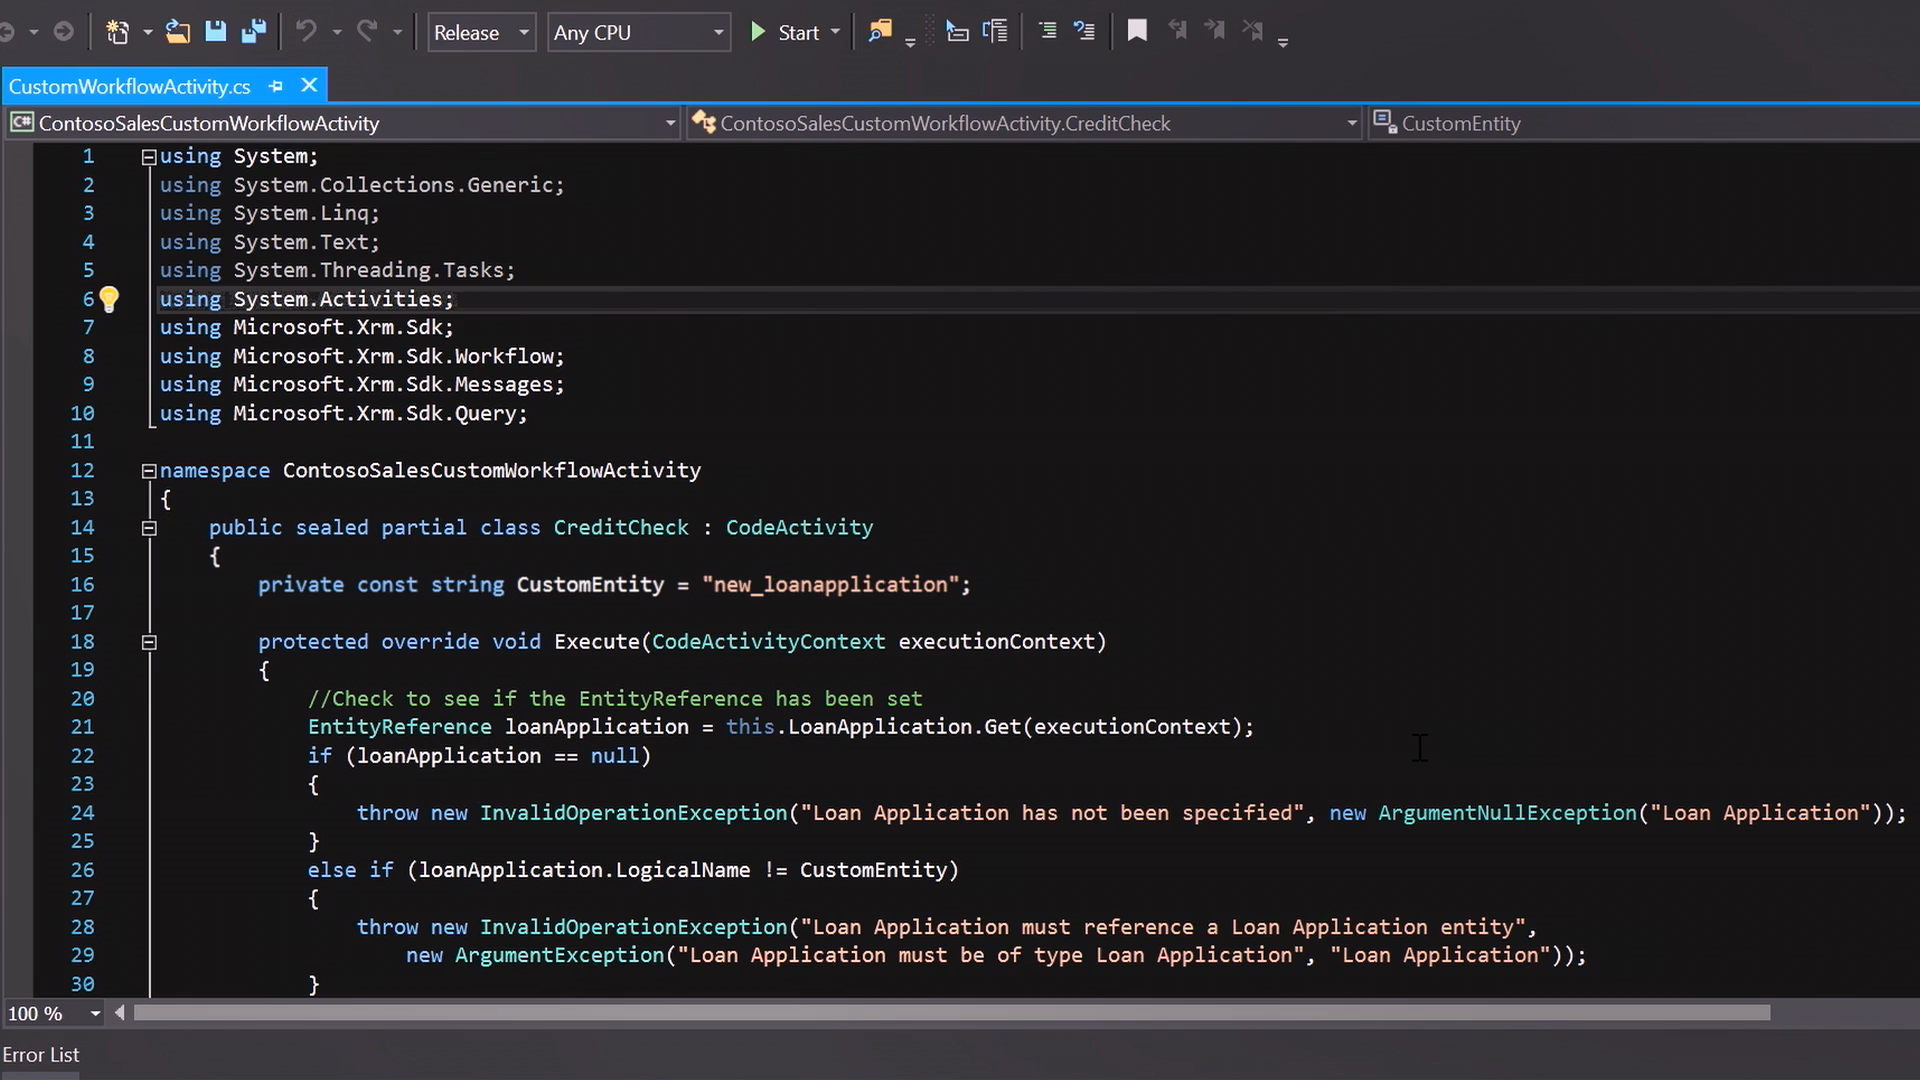 Release Any CPU Start
CustomWorkflowActivity.cs
ContosoSalesCustomWorkflowActivity ContosoSalesCustomWorkflowActivity.CreditCheck CustomEntity
1 using System;
2 using System.Collections.Generic;
3 using System.Linq;
4 using System.Text;
5 using System.Threading.Tasks;
6 using System.Activities;
7 using Microsoft.Xrm.Sdk;
8 using Microsoft.Xrm.Sdk.Workflow;
9 using Microsoft.Xrm.Sdk.Messages;
10 using Microsoft.Xrm.Sdk.Query;
11
12 namespace ContosoSalesCustomWorkflowActivity
13 {
14 public sealed partial class CreditCheck : CodeActivity
15 {
16 private const string CustomEntity = "new_loanapplication";
17
18 protected override void Execute(CodeActivityContext executionContext)
19 {
20 //Check to see if the EntityReference has been set
21 EntityReference loanApplication = this.LoanApplication.Get(executionContext);
22 if (loanApplication == null)
23 {
24 throw new InvalidOperationException("Loan Application has not been specified", new ArgumentNullException("Loan Application"));
25 }
26 else if (loanApplication.LogicalName != CustomEntity)
27 {
28 throw new InvalidOperationException("Loan Application must reference a Loan Application entity",
29 new ArgumentException("Loan Application must be of type Loan Application", "Loan Application"));
30 }
100 %
Error List